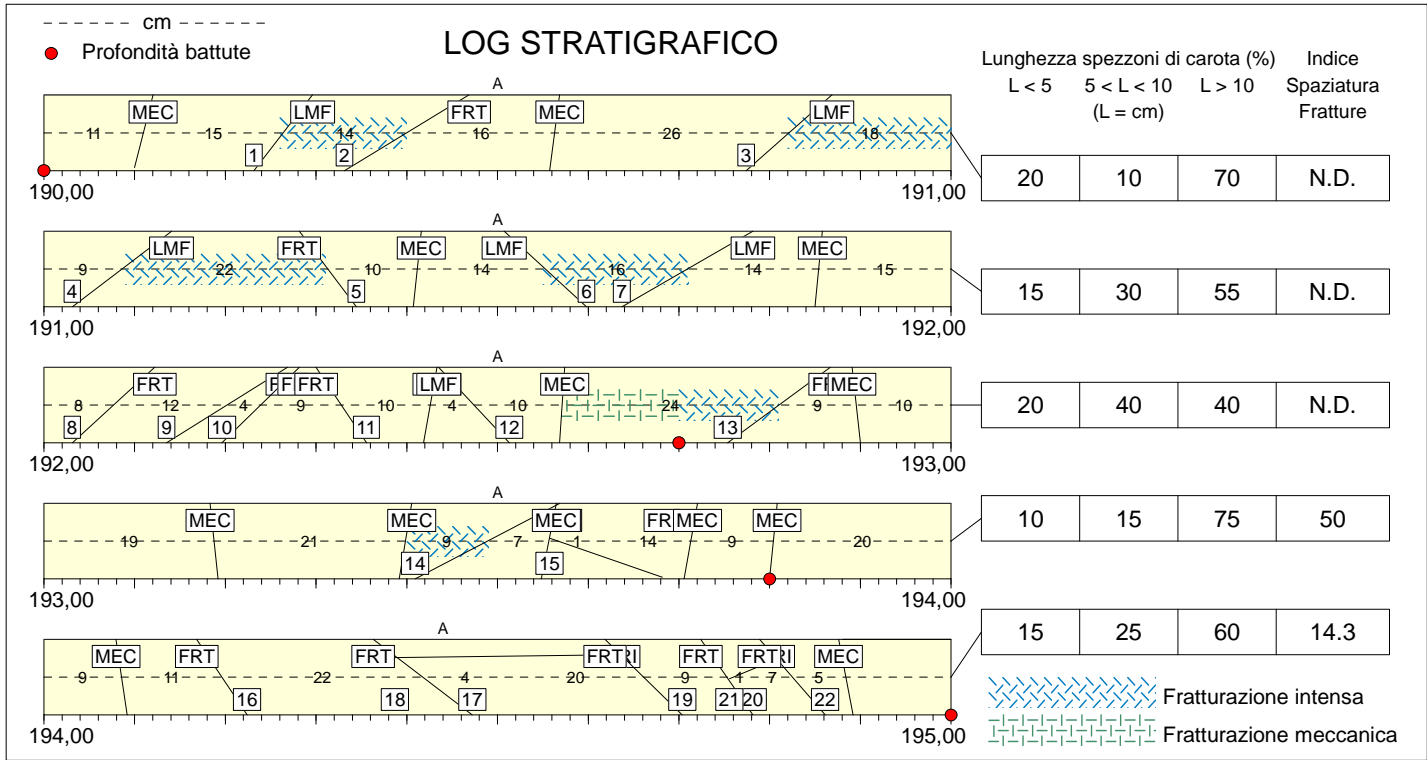 cm
Profondità battute
LOG STRATIGRAFICO
Lunghezza spezzoni di carota (%) Indice
L < 5 5 < L < 10 L > 10 Spaziatura
(L = cm) Fratture
A
MEC LMF FRT MEC LMF
11 15 14 16 26 18
1 2 3
190,00 191,00
20 10 70 N.D.
A
LMF FRT MEC LMF LMF MEC
9 22 10 14 16 14 15
4 5 6 7
191,00 192,00
15 30 55 N.D.
A
FRT FRT LMF MEC MEC
8 12 4 9 10 4 10 24 9 10
8 9 10 11 12 13
192,00 193,00
20 40 40 N.D.
A
MEC MEC MEC FR MEC MEC
19 21 9 7 1 14 9 20
14 15
193,00 194,00
10 15 75 50
A
MEC FRT FRT FRT RI FRT FRT RI MEC
9 11 22 4 20 9 4 7 5
16 18 17 19 21 20 22
194,00 195,00
15 25 60 14.3
Fratturazione intensa
Fratturazione meccanica